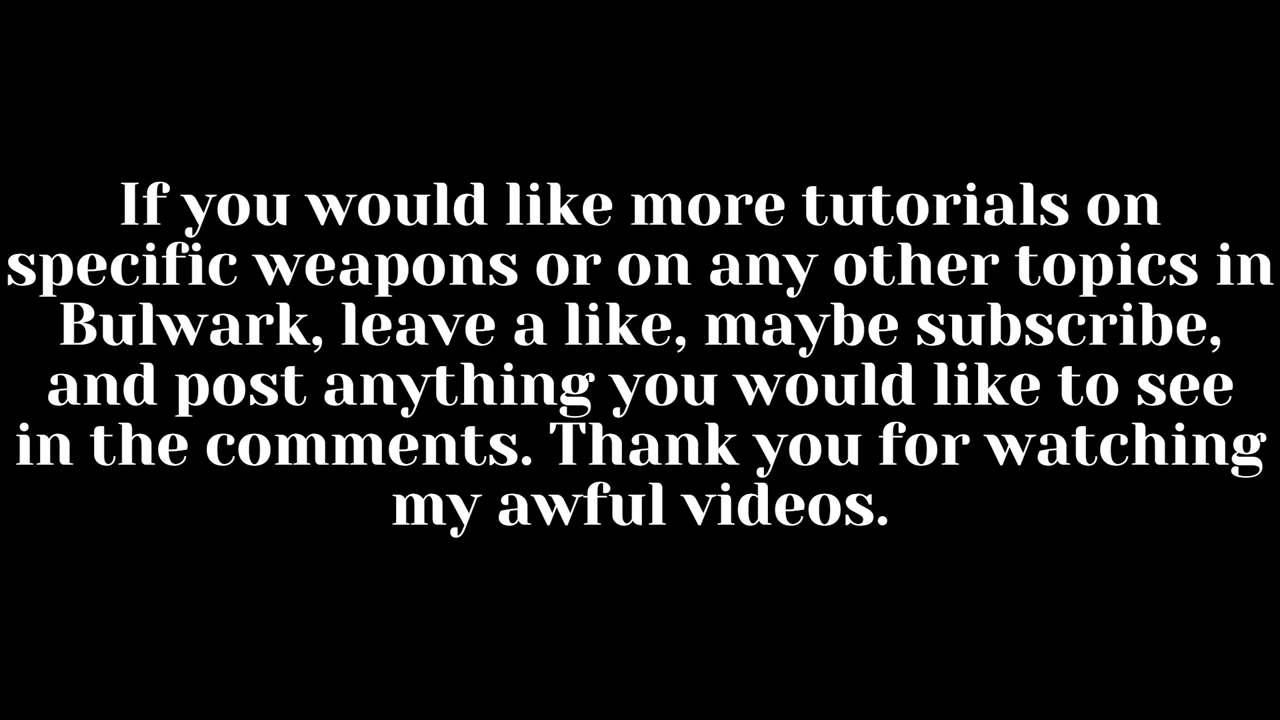 If you would like more tutorials on
specific weapons or on any other topics in
Bulwark, leave a like, maybe subscribe,
and post anything you would like to see
in the comments. Thank you for watching
my awful videos.